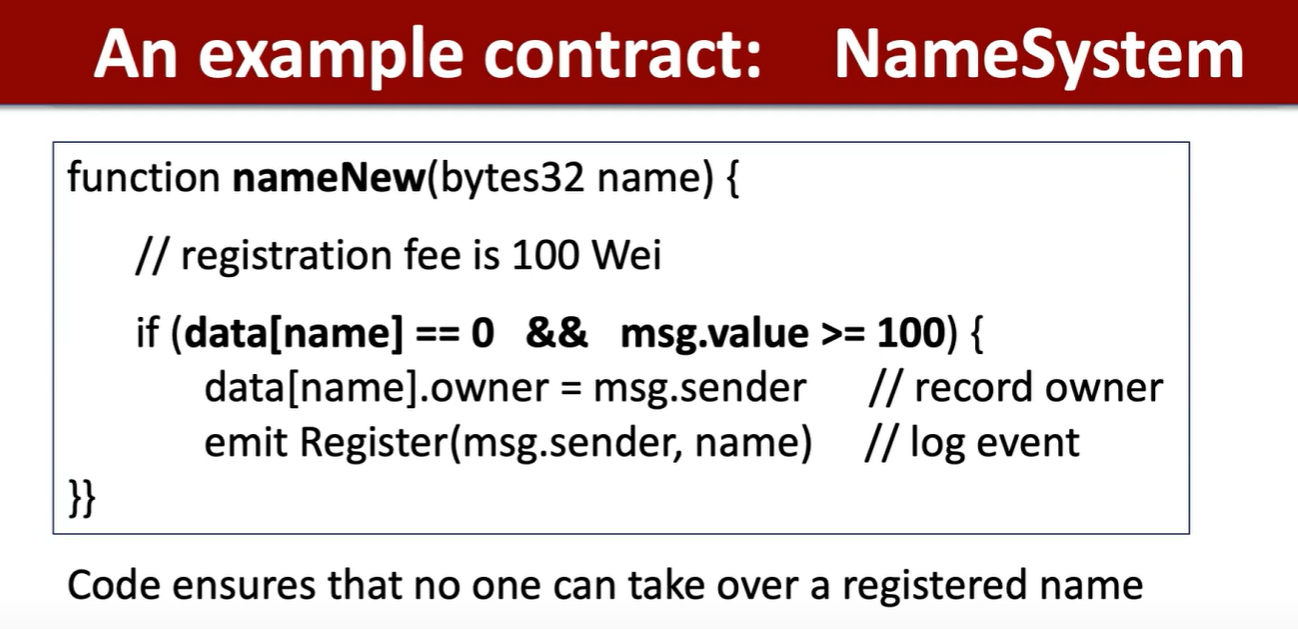 An example contract: NameSystem
function nameNew(bytes32 name) {
// registration fee is 100 Wei
if (data[name] == 0 && msg.value >= 100) {
data[name].owner = msg.sender // record owner
emit Register(msg.sender, name) // log event
}}
Code ensures that no one can take over a registered name